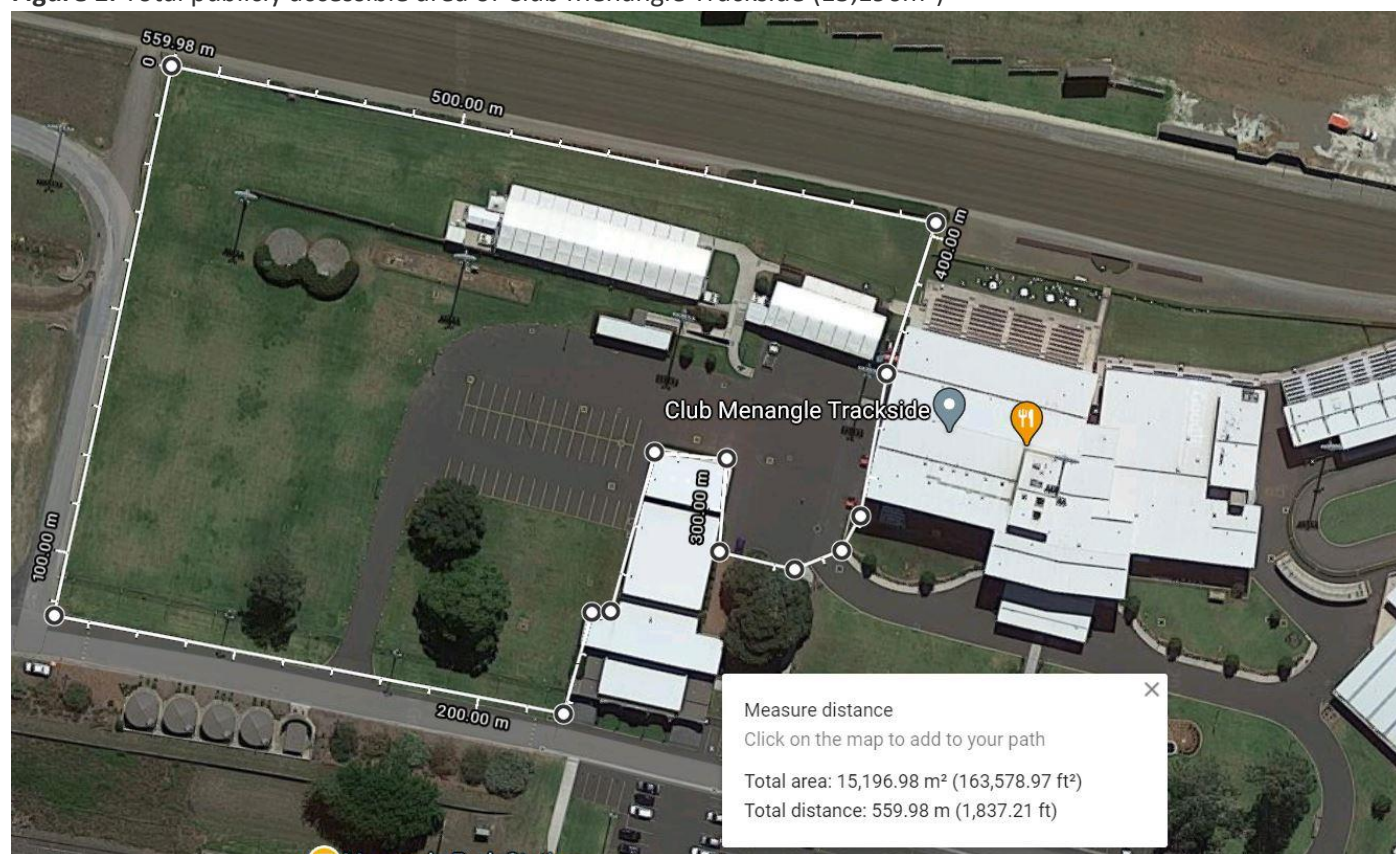 559.98 m
0
500.00 m
400.00 m
Club Menangle Trackside
300.00 m
100.00 m
200.00 m
Measure distance
Click on the map to add to your path
Total area: 15,196.98 m² (163,578.97 ft²)
Total distance: 559.98 m (1,837.21 ft)